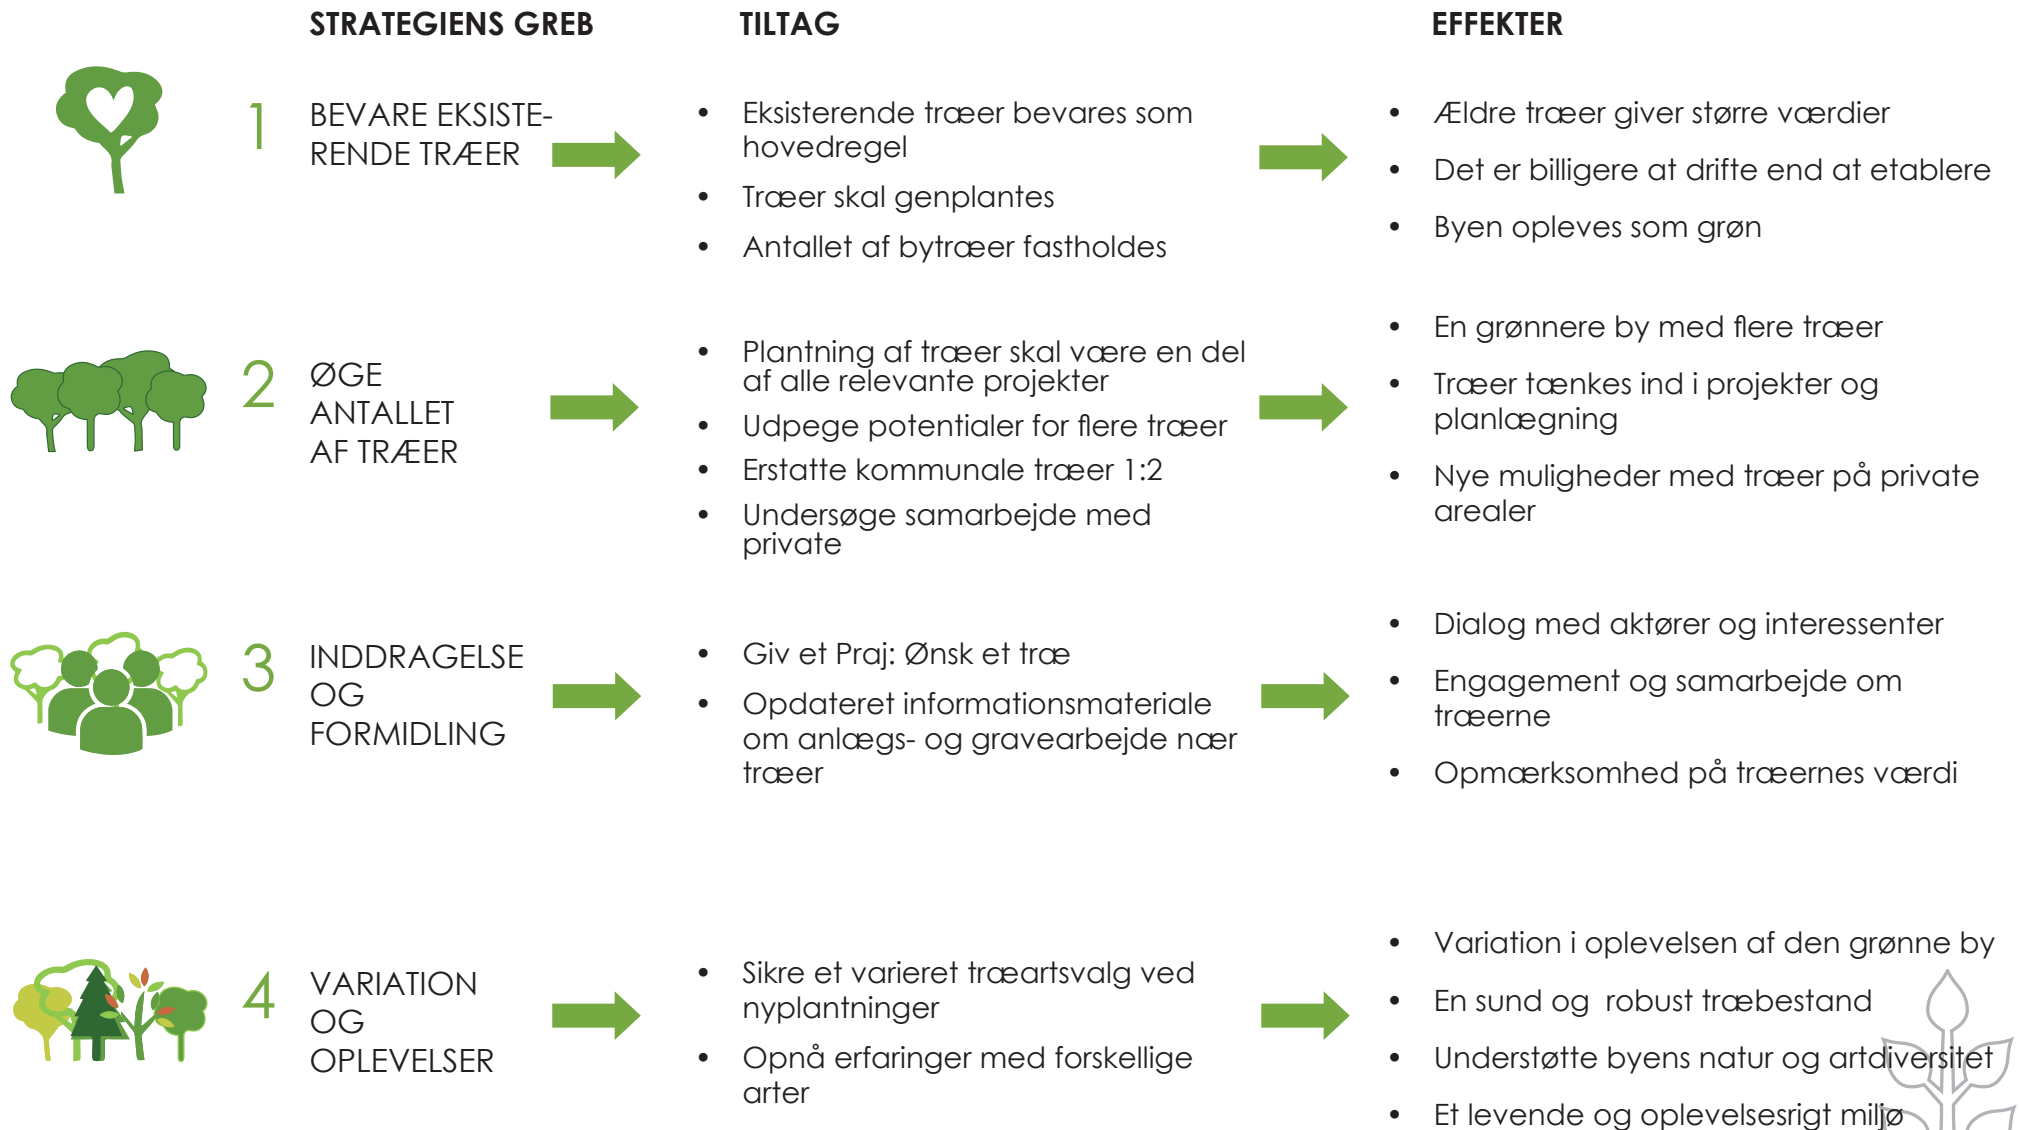 STRATEGIENS GREB
TILTAG
EFFEKTER
1
BEVARE EKSISTE-
RENDE TRÆER
• Eksisterende træer bevares som
hovedregel
• Træer skal genplantes
• Antallet af bytræer fastholdes
• Ældre træer giver større værdier
• Det er billigere at drifte end at etablere
• Byen opleves som grøn
2
ØGE
ANTALLET
AF TRÆER
• Plantning af træer skal være en del
af alle relevante projekter
• Udpege potentialer for flere træer
• Erstatte kommunale træer 1:2
• Undersøge samarbejde med
private
• En grønnere by med flere træer
• Træer tænkes ind i projekter og
planlægning
• Nye muligheder med træer på private
arealer
3
INDDRAGELSE
OG
FORMIDLING
• Giv et Praj: Ønsk et træ
• Opdateret informationsmateriale
om anlægs- og gravearbejde nær
træer
• Dialog med aktører og interessenter
• Engagement og samarbejde om
træerne
• Opmærksomhed på træernes værdi
4
VARIATION
OG
OPLEVELSER
• Sikre et varieret træartsvalg ved
nyplantninger
• Opnå erfaringer med forskellige
arter
• Variation i oplevelsen af den grønne by
• En sund og  robust træbestand
• Understøtte byens natur og artdiversitet
• Et levende og oplevelsesrigt miljø